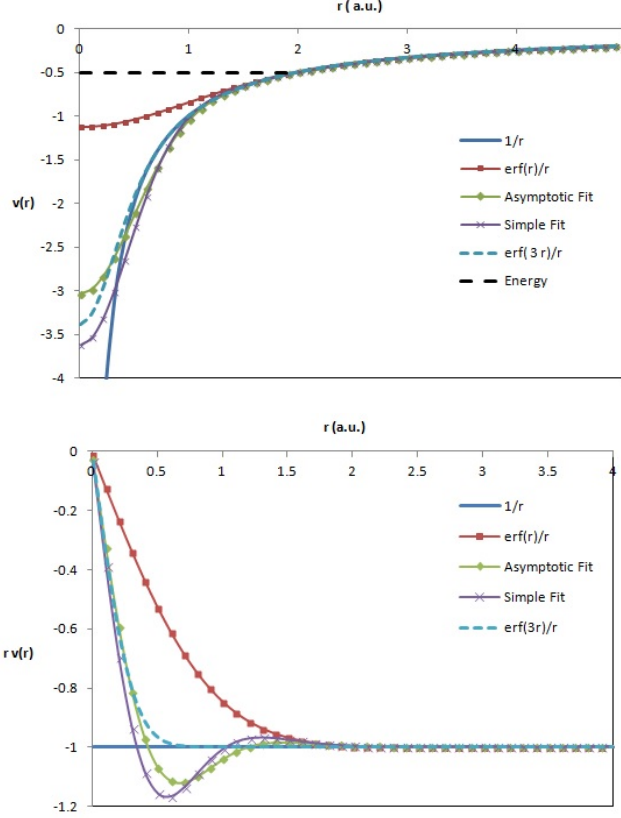 r ( a.u.)
0 1 2 3 4
0
-0.5
-1
-1.5
-2
-2.5
-3
-3.5
-4
v(r)
1/r
erf(r)/r
Asymptotic Fit
Simple Fit
erf( 3 r)/r
Energy
r (a.u.)
0 0.5 1 1.5 2 2.5 3 3.5 4
0
-0.2
-0.4
-0.6
-0.8
-1
-1.2
r v(r)
1/r
erf(r)/r
Asymptotic Fit
Simple Fit
erf(3r)/r